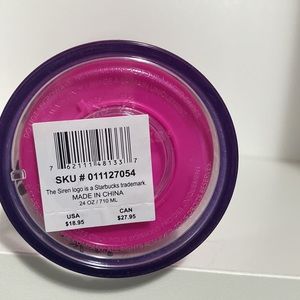 7 62111 48133 7
SKU # 011127054
The Siren logo is a Starbucks trademark
MADE IN CHINA
24 OZ / 710 ML
USA CAN
$18.95 $27.95